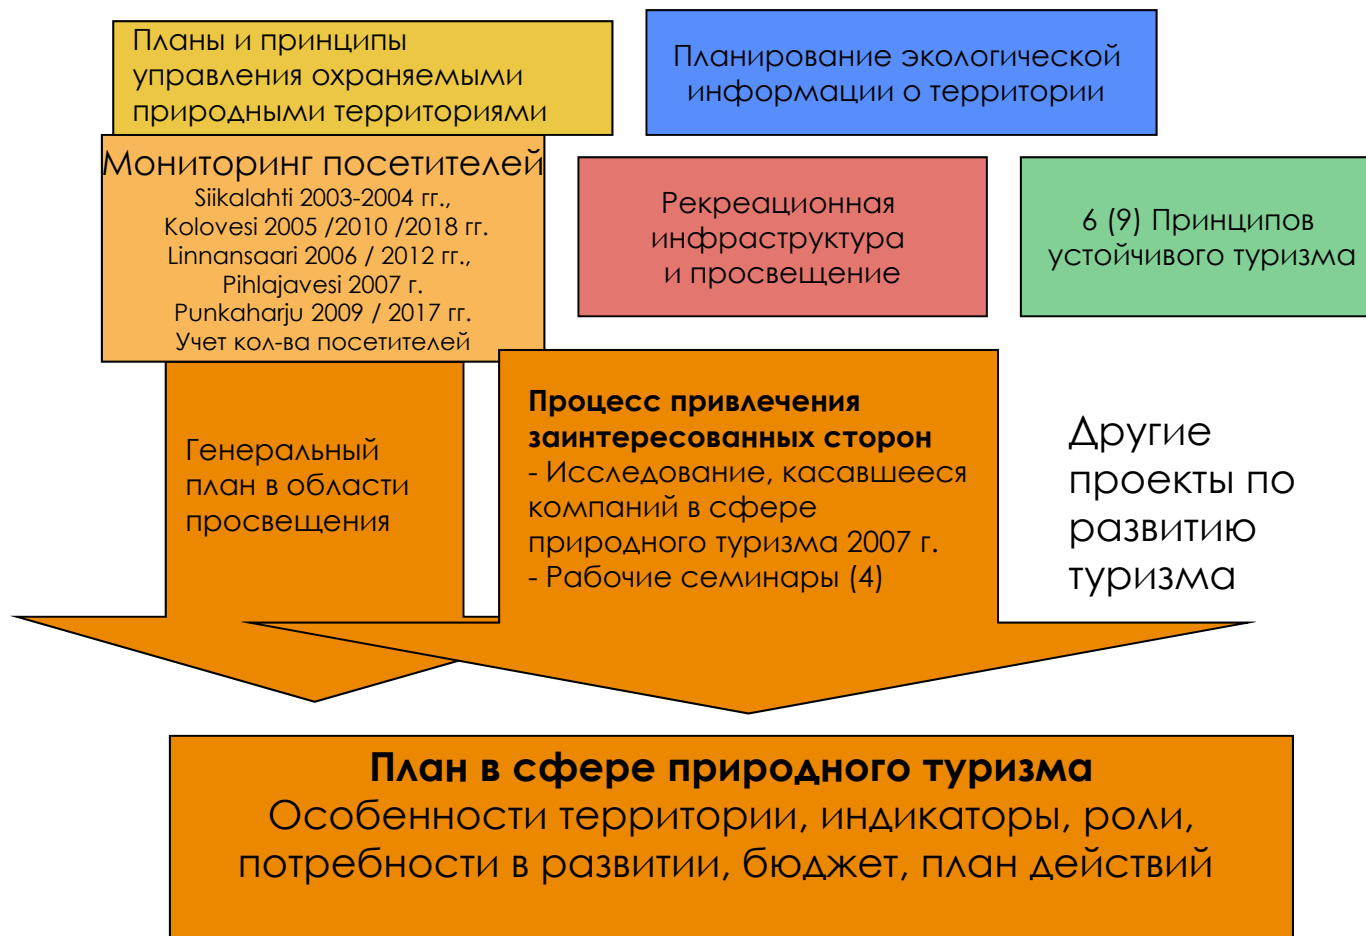 Планы и принципы
управления охраняемыми
природными территориями
Планирование экологической
информации о территории
Мониторинг посетителей
Siikalahti 2003-2004 гг.,
Kolovesi 2005 /2010 /2018 гг.
Linnansaari 2006 / 2012 гг.,
Pihlajavesi 2007 г.
Punkaharju 2009 / 2017 гг.
Учет кол-ва посетителей
Рекреационная
инфраструктура
и просвещение
6 (9) Принципов
устойчивого туризма
Генеральный
план в области
просвещения
Процесс привлечения
заинтересованных сторон
- Исследование, касавшееся
компаний в сфере
природного туризма 2007 г.
- Рабочие семинары (4)
Другие
проекты по
развитию
туризма
План в сфере природного туризма
Особенности территории, индикаторы, роли,
потребности в развитии, бюджет, план действий